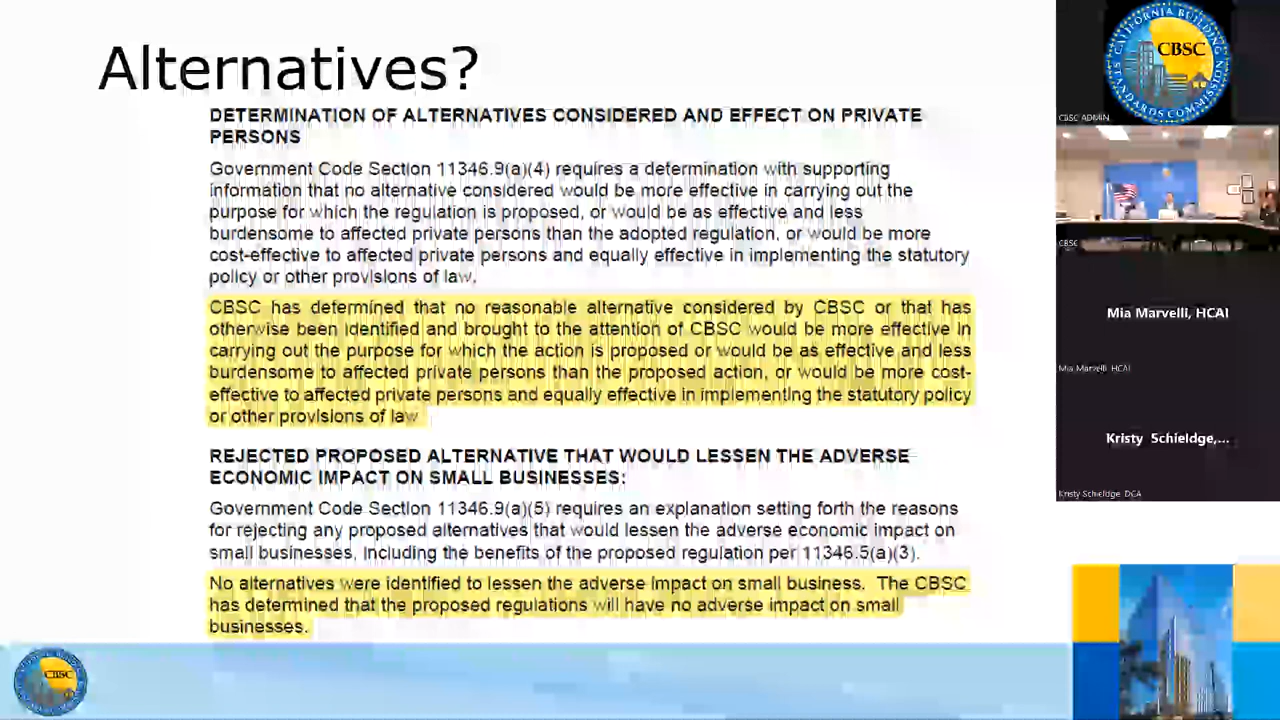 Alternatives?
DETERMINATION OF ALTERNATIVES CONSIDERED AND EFFECT ON PRIVATE
PERSONS
Government Code Section 11346.9(a)(4) requires a determination with supporting
information that no alternative considered would be more effective in carrying out the
purpose for which the regulation is proposed, or would be as effective and less
burdensome to affected private persons than the adopted regulation, or would be more
cost-effective to affected private persons and equally effective in implementing the statutory
policy or other provisions of law.
CBSC has determined that no reasonable alternative considered by CBSC or that has
otherwise been identified and brought to the attention of CBSC would be more effective in
carrying out the purpose for which the action is proposed or would be as effective and less
burdensome to affected private persons than the proposed action, or would be more cost-
effective to affected private persons and equally effective in implementing the statutory policy
or other provisions of law
REJECTED PROPOSED ALTERNATIVE THAT WOULD LESSEN THE ADVERSE
ECONOMIC IMPACT ON SMALL BUSINESSES:
Government Code Section 11346.9(a)(5) requires an explanation setting forth the reasons
for rejecting any proposed alternatives that would lessen the adverse economic impact on
small businesses, including the benefits of the proposed regulation per 11346.5(a)(3).
No alternatives were identified to lessen the adverse impact on small business. The CBSC
has determined that the proposed regulations will have no adverse impact on small
businesses.
CBSC
CALIFORNIA BUILDING
STANDARDS COMMISSION
CBSC
CBSC ADMIN
CBSC
Mia Marvelli, HCAI
Mia Marvelli, HCAI
Kristy Schieldge,...
Kristy Schieldge, DCA